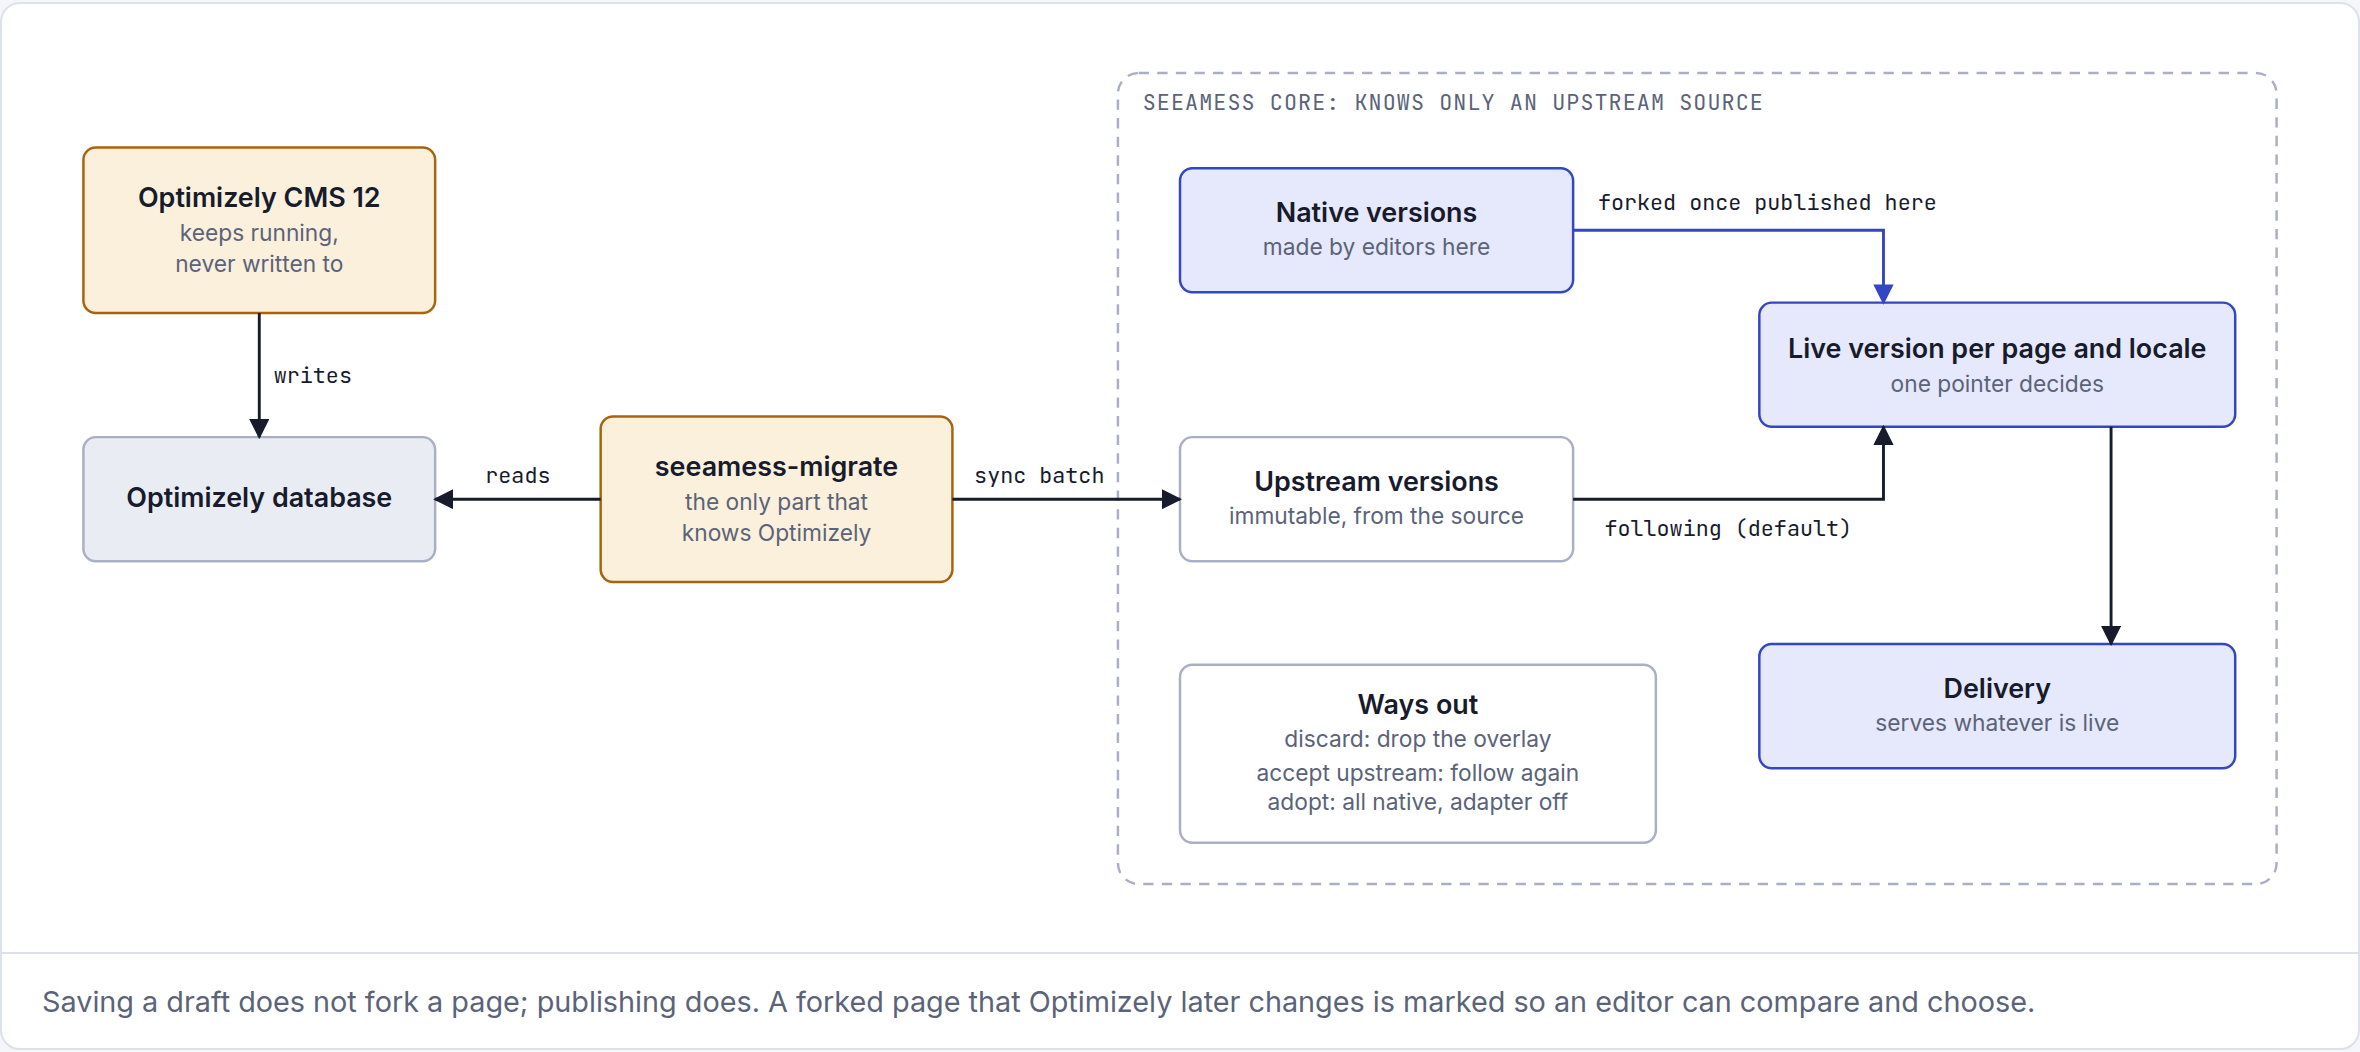 SEEAMESS CORE: KNOWS ONLY AN UPSTREAM SOURCE
Optimizely CMS 12
keeps running,
never written to
writes
Optimizely database
reads
seeamess-migrate
the only part that
knows Optimizely
sync batch
Native versions
made by editors here
forked once published here
Live version per page and locale
one pointer decides
Upstream versions
immutable, from the source
following (default)
Ways out
discard: drop the overlay
accept upstream: follow again
adopt: all native, adapter off
Delivery
serves whatever is live
Saving a draft does not fork a page; publishing does. A forked page that Optimizely later changes is marked so an editor can compare and choose.